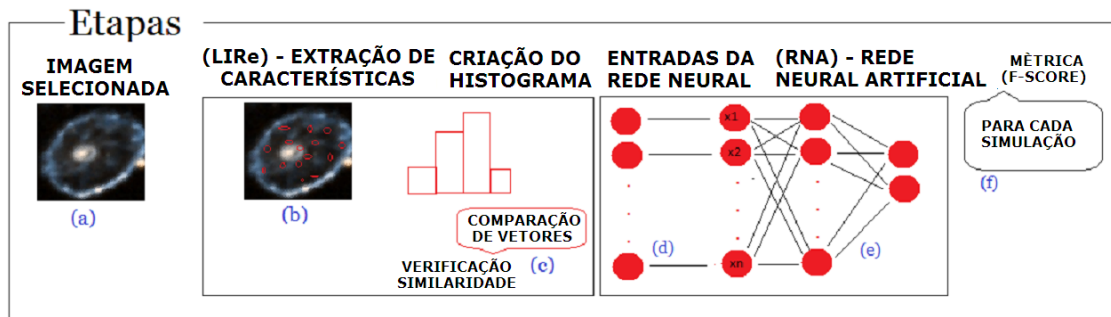 Etapas
IMAGEM
SELECIONADA
(a)
(LIRe) - EXTRAÇÃO DE
CARACTERÍSTICAS
(b)
CRIAÇÃO DO
HISTOGRAMA
COMPARAÇÃO
DE VETORES
(c)
VERIFICAÇÃO
SIMILARIDADE
ENTRADAS DA
REDE NEURAL
x1
x2
xn
(d)
(RNA) - REDE
NEURAL ARTIFICIAL
(e)
MÈTRICA
(F-SCORE)
PARA CADA
SIMULAÇÃO
(f)